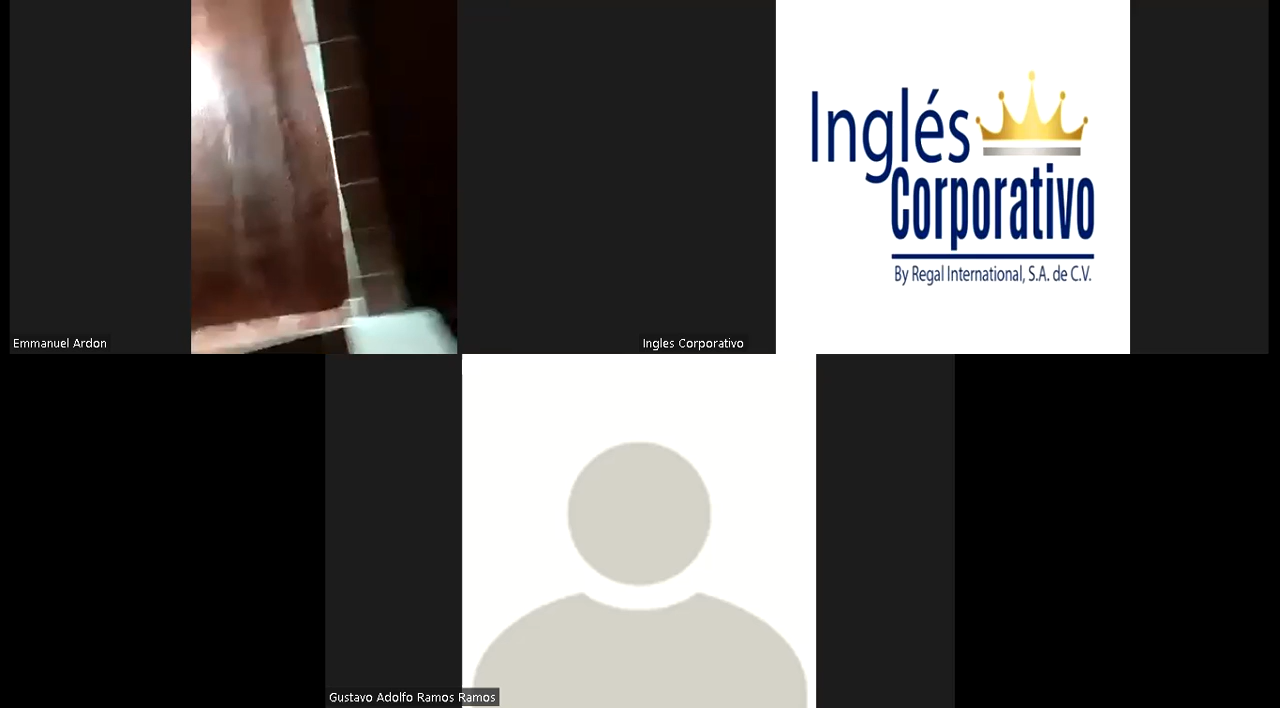 Inglés
Corporativo
By Regal International, S.A. de C.V.
Emmanuel Ardon
Ingles Corporativo
Gustavo Adolfo Ramos Ramos